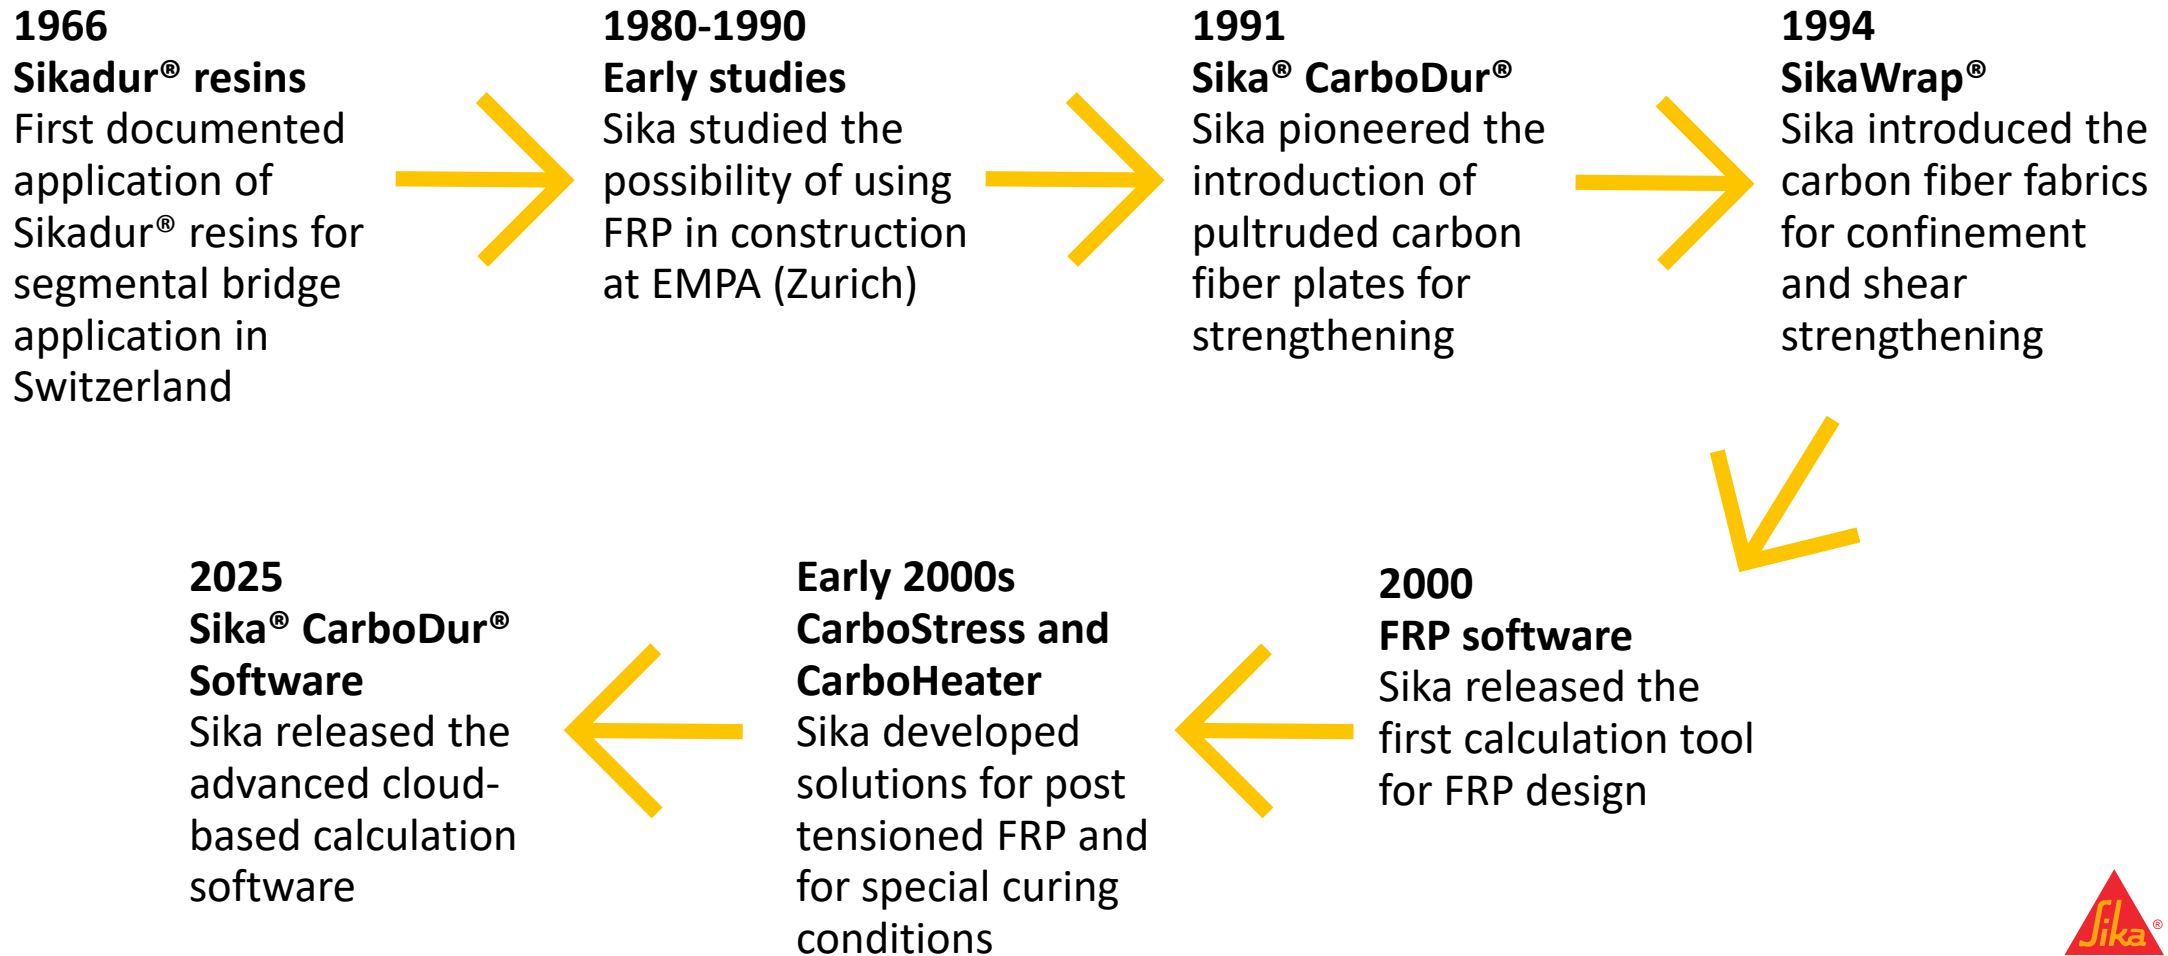 1966
Sikadur® resins
First documented
application of
Sikadur® resins for
segmental bridge
application in
Switzerland
1980-1990
Early studies
Sika studied the
possibility of using
FRP in construction
at EMPA (Zurich)
1991
Sika® CarboDur®
Sika pioneered the
introduction of
pultruded carbon
fiber plates for
strengthening
1994
SikaWrap®
Sika introduced the
carbon fiber fabrics
for confinement
and shear
strengthening
2000
FRP software
Sika released the
first calculation tool
for FRP design
Early 2000s
CarboStress and
CarboHeater
Sika developed
solutions for post
tensioned FRP and
for special curing
conditions
2025
Sika® CarboDur®
Software
Sika released the
advanced cloud-
based calculation
software
Sika®